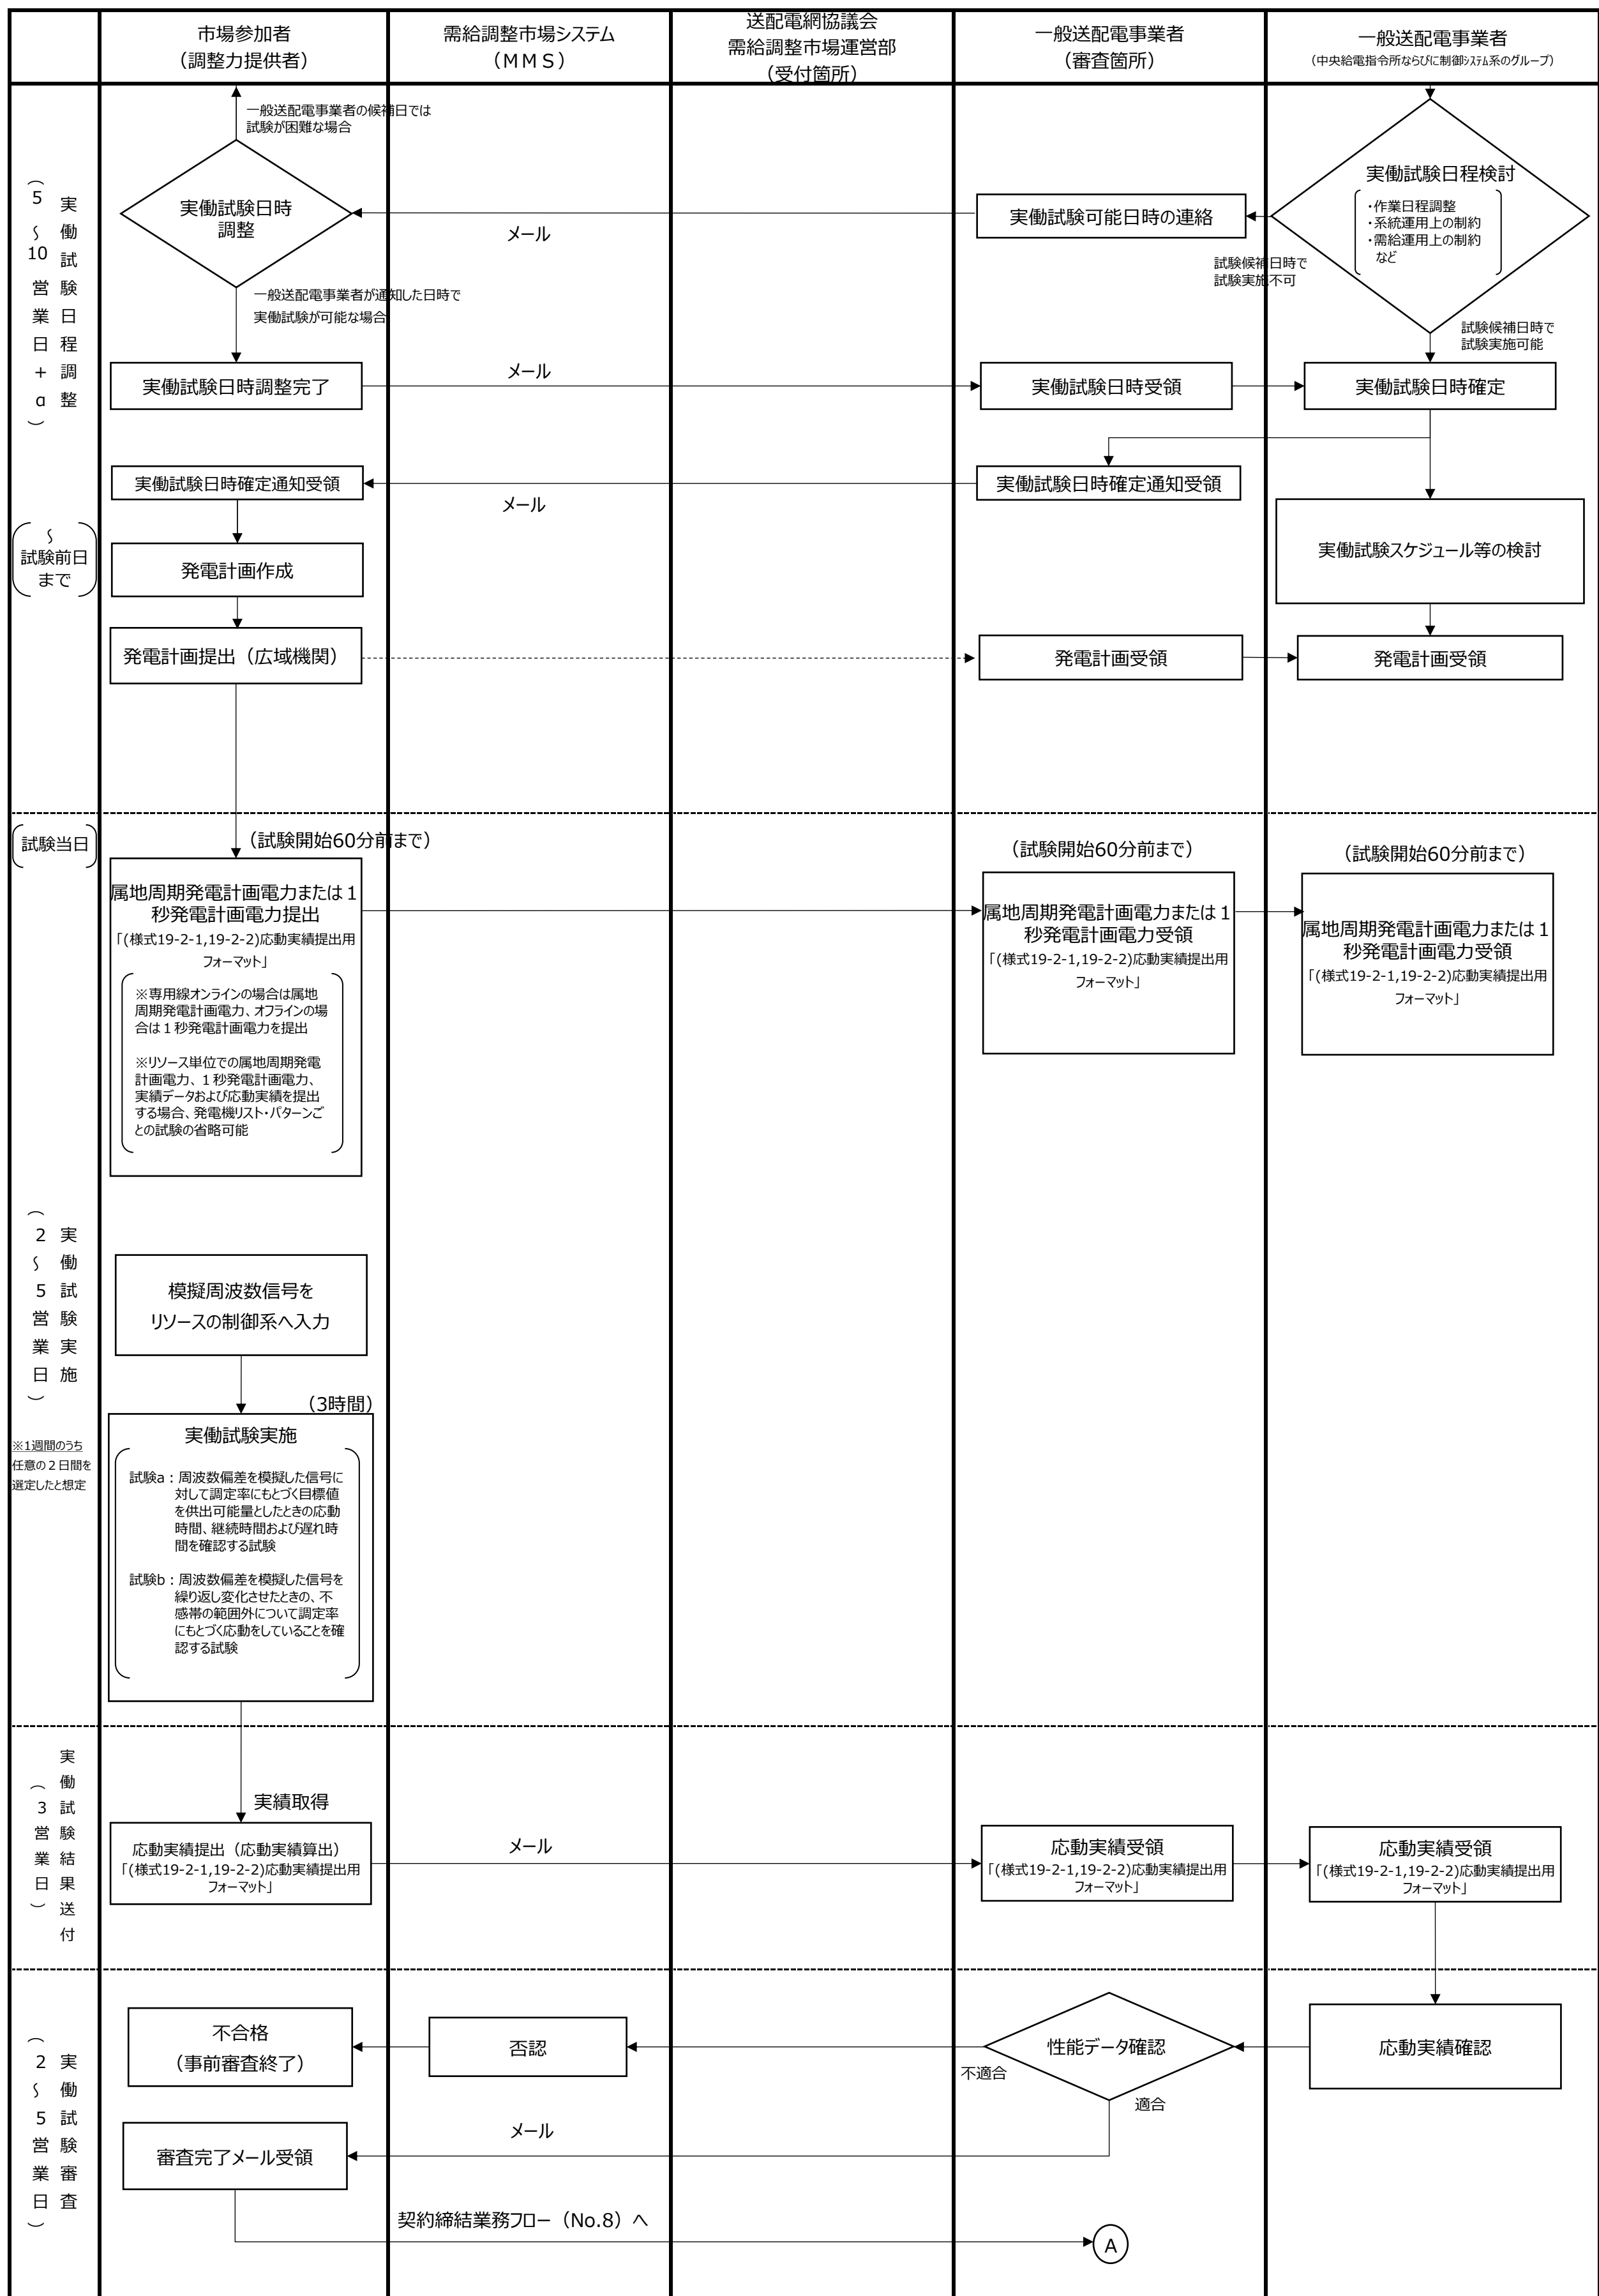 市場参加者
（調整力提供者）
需給調整市場システム
（ＭＭＳ）
送配電網協議会
需給調整市場運営部
（受付箇所）
一般送配電事業者
（審査箇所）
一般送配電事業者
（中央給電指令所ならびに制御システム系のグループ）
実働試験日程調整
（5～10営業日＋α）
一般送配電事業者の候補日では
試験が困難な場合
実働試験日時
調整
メール
実働試験可能日時の連絡
実働試験日程検討
・作業日程調整
・系統運用上の制約
・需給運用上の制約
など
試験候補日時で
試験実施不可
一般送配電事業者が通知した日時で
実働試験が可能な場合
試験候補日時で
試験実施可能
実働試験日時調整完了
メール
実働試験日時受領
実働試験日時確定
実働試験日時確定通知受領
メール
実働試験日時確定通知受領
～
試験前日
まで
発電計画作成
実働試験スケジュール等の検討
発電計画提出（広域機関）
発電計画受領
発電計画受領
試験当日
（試験開始60分前まで）
（試験開始60分前まで）
（試験開始60分前まで）
属地周期発電計画電力または１
秒発電計画電力提出
「(様式19-2-1,19-2-2)応動実績提出用
フォーマット」
※専用線オンラインの場合は属地
周期発電計画電力、オフラインの場
合は１秒発電計画電力を提出
※リソース単位での属地周期発電
計画電力、１秒発電計画電力、
実績データおよび応動実績を提出
する場合、発電機リスト・パターンご
との試験の省略可能
属地周期発電計画電力または１
秒発電計画電力受領
「(様式19-2-1,19-2-2)応動実績提出用
フォーマット」
属地周期発電計画電力または１
秒発電計画電力受領
「(様式19-2-1,19-2-2)応動実績提出用
フォーマット」
実働試験実施
（2～5営業日）
※1週間のうち
任意の２日間を
選定したと想定
模擬周波数信号を
リソースの制御系へ入力
（3時間）
実働試験実施
試験a：周波数偏差を模擬した信号に
対して調定率にもとづく目標値
を供出可能量としたときの応動
時間、継続時間および遅れ時
間を確認する試験
試験b：周波数偏差を模擬した信号を
繰り返し変化させたときの、不
感帯の範囲外について調定率
にもとづく応動をしていることを確
認する試験
実働試験結果送付
（3営業日）
実績取得
応動実績提出（応動実績算出）
「(様式19-2-1,19-2-2)応動実績提出用
フォーマット」
メール
応動実績受領
「(様式19-2-1,19-2-2)応動実績提出用
フォーマット」
応動実績受領
「(様式19-2-1,19-2-2)応動実績提出用
フォーマット」
実働試験審査
（2～5営業日）
不合格
（事前審査終了）
否認
性能データ確認
応動実績確認
不適合
適合
メール
審査完了メール受領
契約締結業務フロー（No.8）へ
A